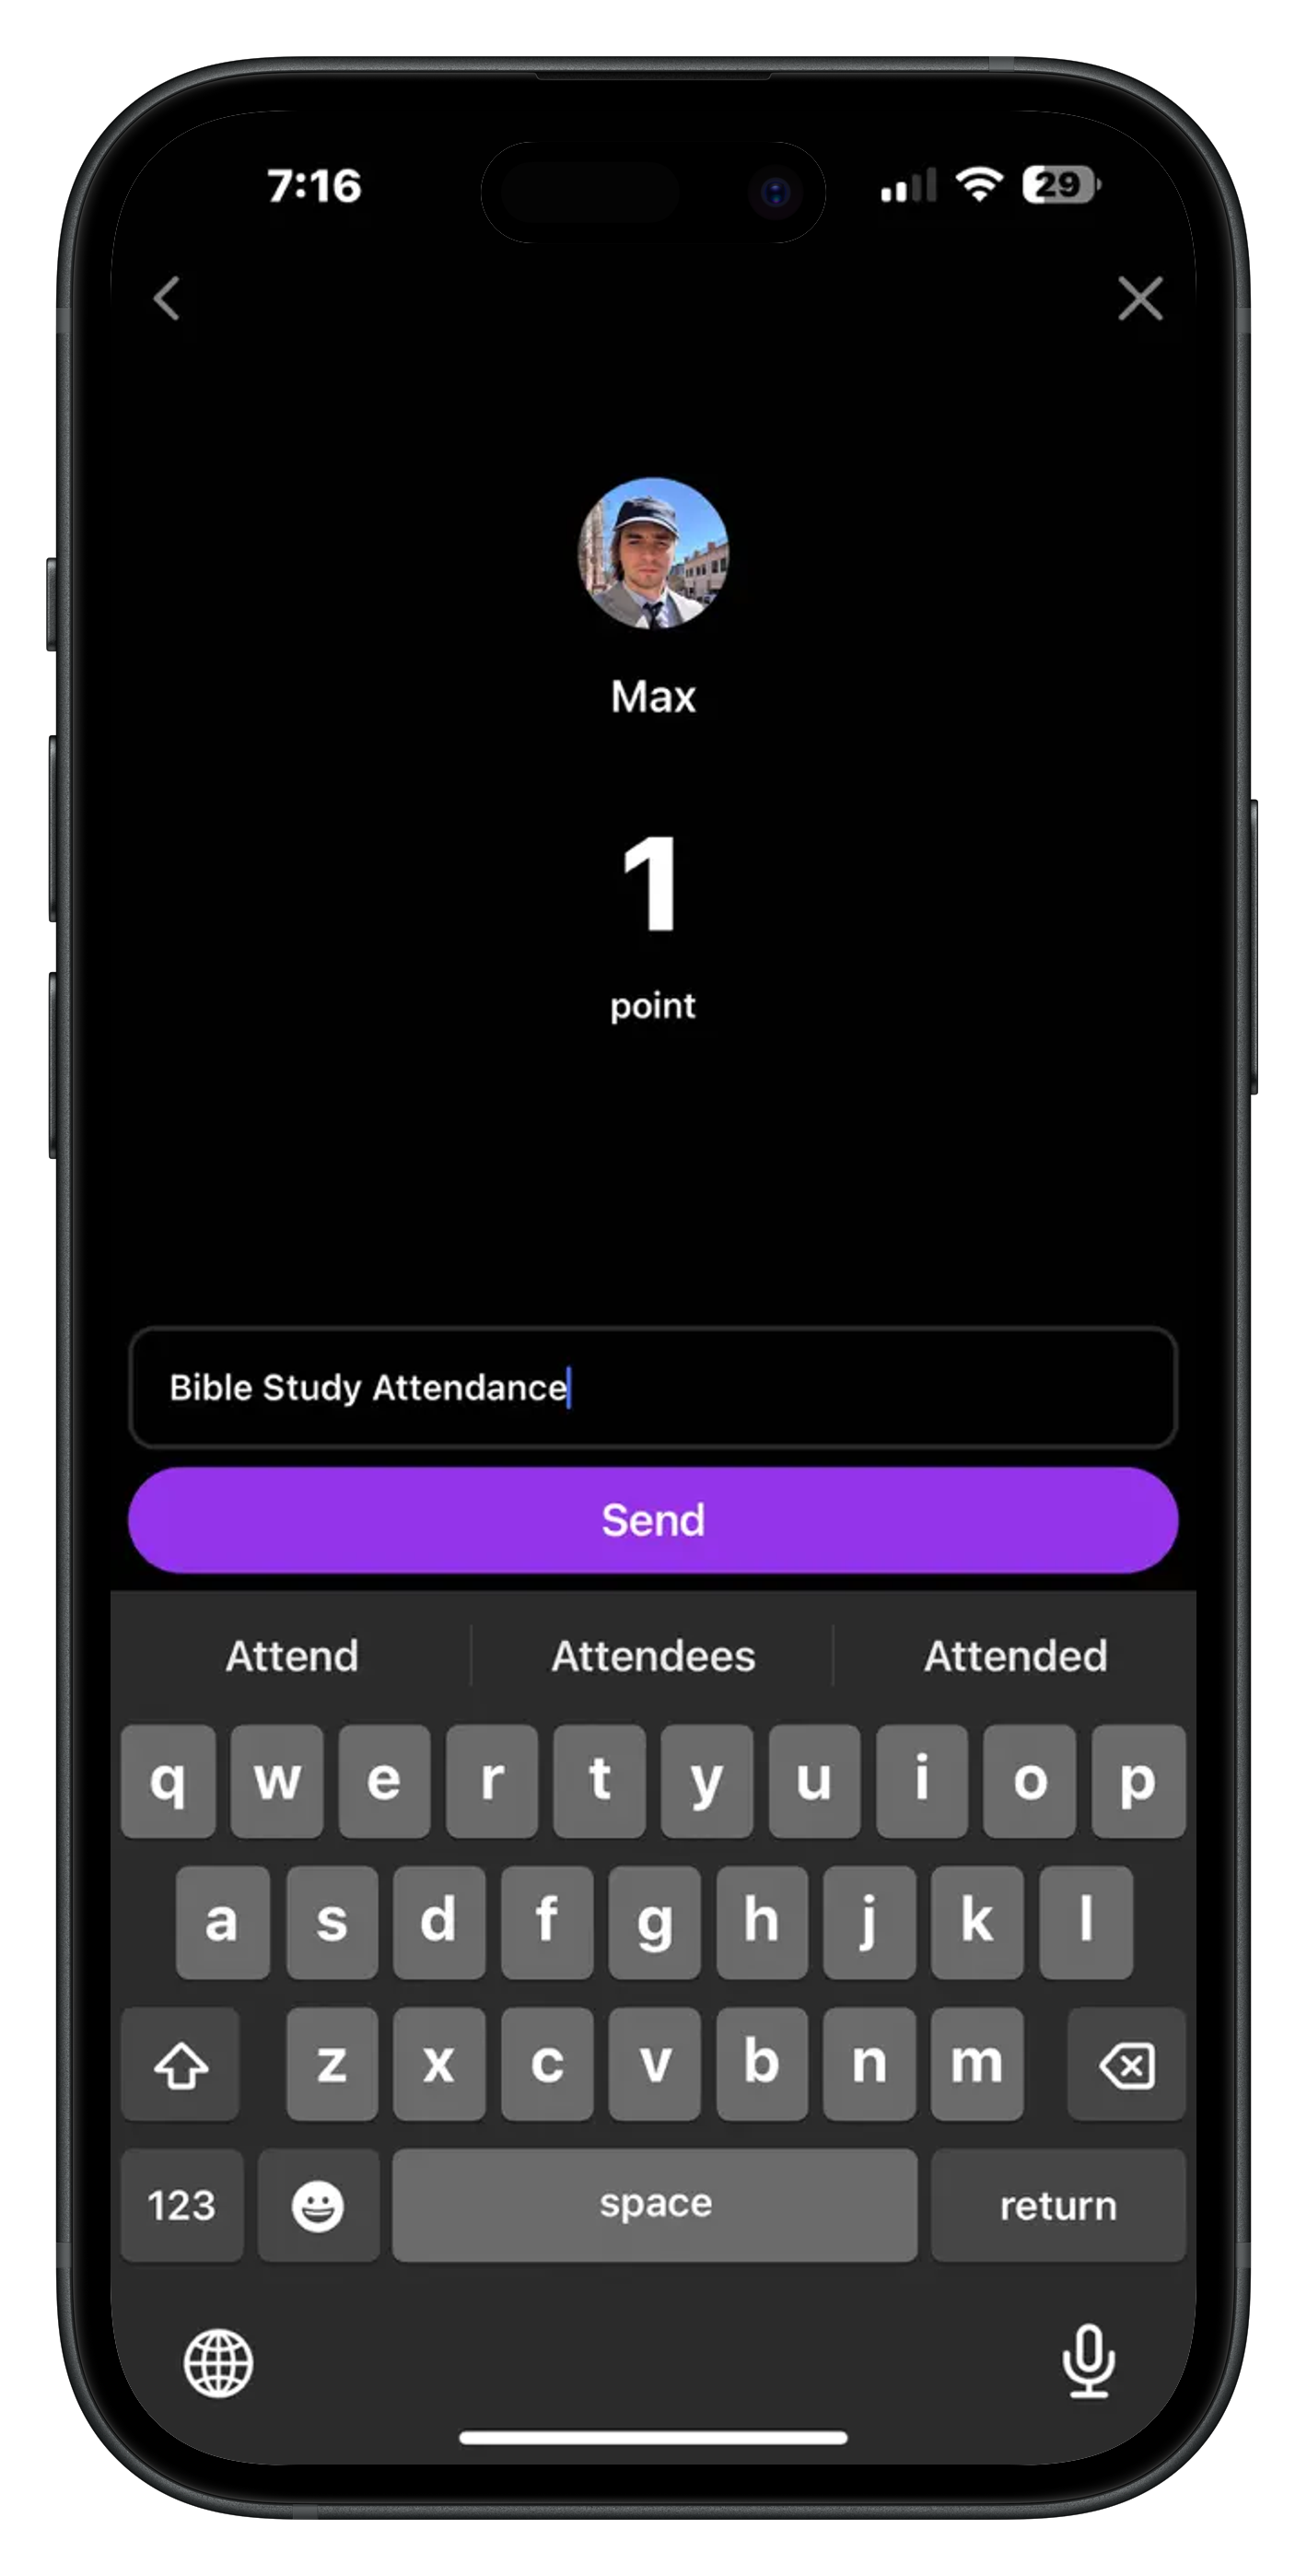 7:16
29
Max
1
point
Bible Study Attendance
Send
Attend Attendees Attended
q w e r t y u i o p
a s d f g h j k l
z x c v b n m
123 space return